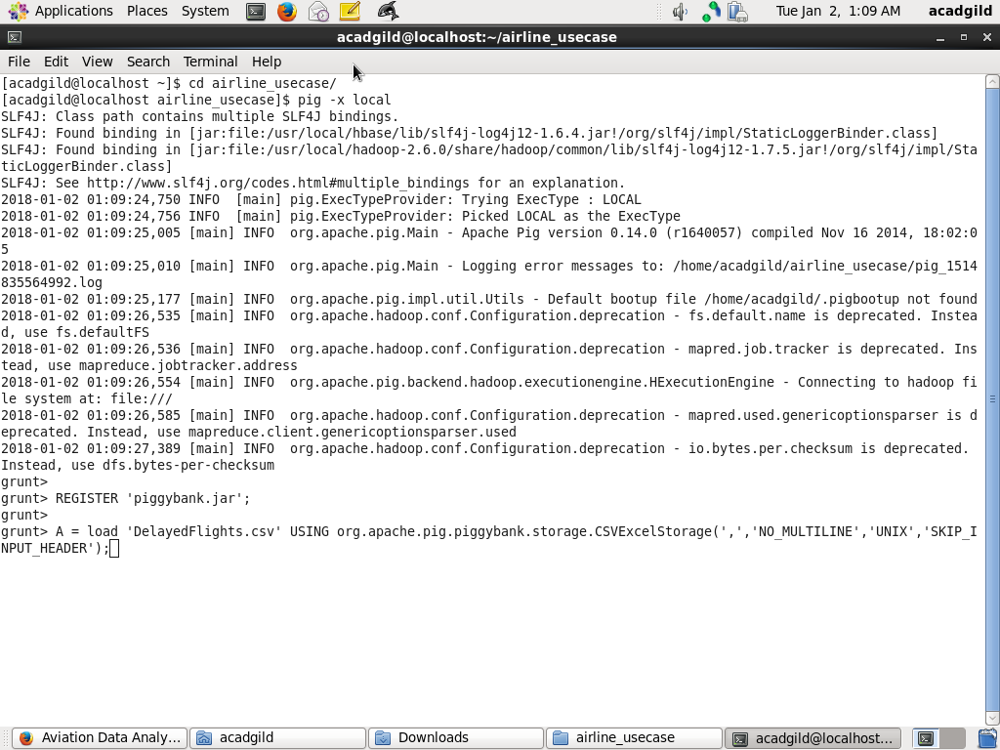 Applications Places System Tue Jan 2, 1:09 AM acadgild
acadgild@localhost:~/airline_usecase
File Edit View Search Terminal Help
[acadgild@localhost ~]$ cd airline_usecase/
[acadgild@localhost airline_usecase]$ pig -x local
SLF4J: Class path contains multiple SLF4J bindings.
SLF4J: Found binding in [jar:file:/usr/local/hbase/lib/slf4j-log4j12-1.6.4.jar!/org/slf4j/impl/StaticLoggerBinder.class]
SLF4J: Found binding in [jar:file:/usr/local/hadoop-2.6.0/share/hadoop/common/lib/slf4j-log4j12-1.7.5.jar!/org/slf4j/impl/Sta
ticLoggerBinder.class]
SLF4J: See http://www.slf4j.org/codes.html#multiple_bindings for an explanation.
2018-01-02 01:09:24,750 INFO  [main] pig.ExecTypeProvider: Trying ExecType : LOCAL
2018-01-02 01:09:24,756 INFO  [main] pig.ExecTypeProvider: Picked LOCAL as the ExecType
2018-01-02 01:09:25,005 [main] INFO  org.apache.pig.Main - Apache Pig version 0.14.0 (r1640057) compiled Nov 16 2014, 18:02:0
5
2018-01-02 01:09:25,010 [main] INFO  org.apache.pig.Main - Logging error messages to: /home/acadgild/airline_usecase/pig_1514
835564992.log
2018-01-02 01:09:25,177 [main] INFO  org.apache.pig.impl.util.Utils - Default bootup file /home/acadgild/.pigbootup not found
2018-01-02 01:09:26,535 [main] INFO  org.apache.hadoop.conf.Configuration.deprecation - fs.default.name is deprecated. Instea
d, use fs.defaultFS
2018-01-02 01:09:26,536 [main] INFO  org.apache.hadoop.conf.Configuration.deprecation - mapred.job.tracker is deprecated. Ins
tead, use mapreduce.jobtracker.address
2018-01-02 01:09:26,554 [main] INFO  org.apache.pig.backend.hadoop.executionengine.HExecutionEngine - Connecting to hadoop fi
le system at: file:///
2018-01-02 01:09:26,585 [main] INFO  org.apache.hadoop.conf.Configuration.deprecation - mapred.used.genericoptionsparser is d
eprecated. Instead, use mapreduce.client.genericoptionsparser.used
2018-01-02 01:09:27,389 [main] INFO  org.apache.hadoop.conf.Configuration.deprecation - io.bytes.per.checksum is deprecated.
Instead, use dfs.bytes-per-checksum
grunt>
grunt> REGISTER 'piggybank.jar';
grunt>
grunt> A = load 'DelayedFlights.csv' USING org.apache.pig.piggybank.storage.CSVExcelStorage(',','NO_MULTILINE','UNIX','SKIP_I
NPUT_HEADER');
Aviation Data Analy... acadgild Downloads airline_usecase acadgild@localhost...